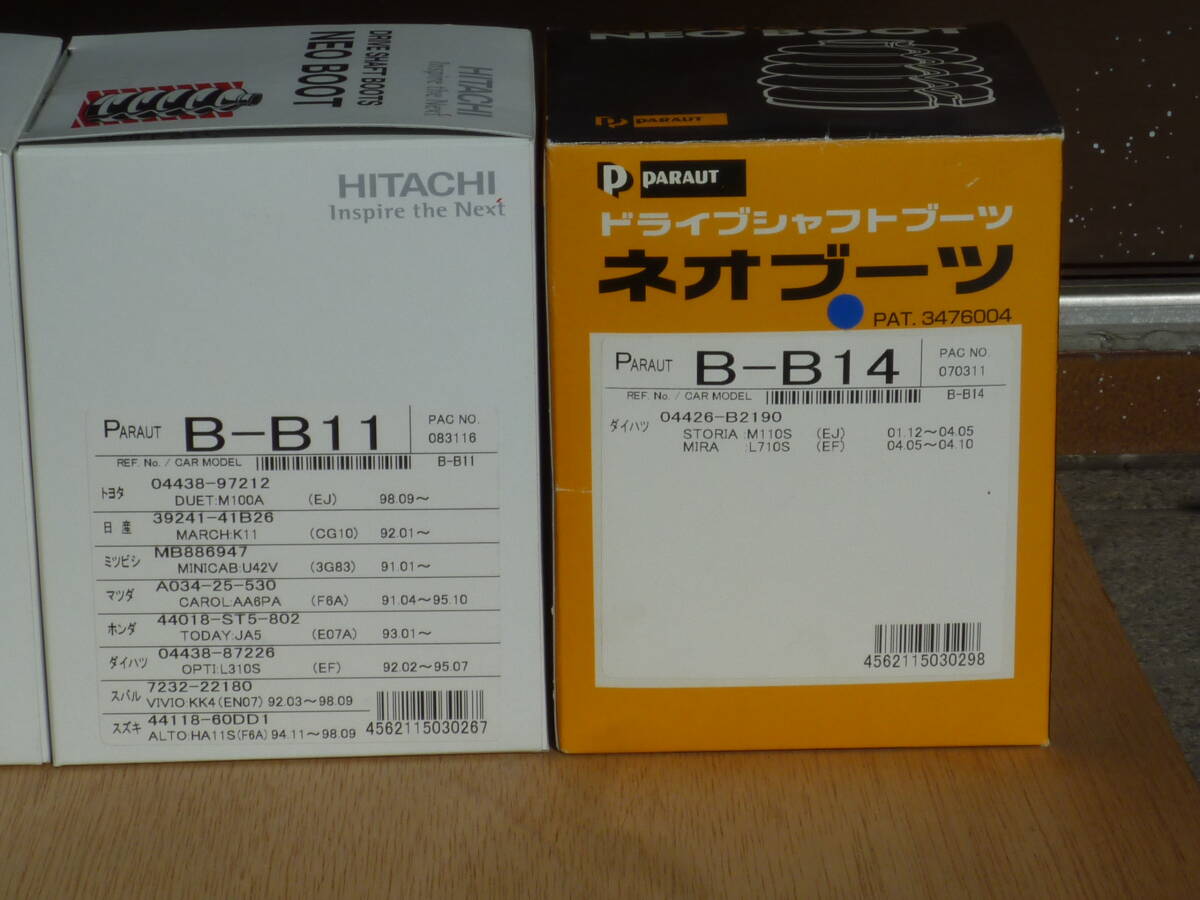 DRIVE SHAFT BOOTS
NEO BOOT
HITACHI
Inspire the Next
HITACHI
Inspire the Next
PARAUT B-B11 PAC NO.
083116
REF. No. / CAR MODEL B-B11
トヨタ 04438-97212
DUET:M100A (EJ) 98.09~
日産 39241-41B26
MARCH:K11 (CG10) 92.01~
ミツビシ MB886947
MINICAB:U42V (3G83) 91.01~
マツダ A034-25-530
CAROL:AA6PA (F6A) 91.04~95.10
ホンダ 44018-ST5-802
TODAY:JA5 (E07A) 93.01~
ダイハツ 04438-87226
OPTI:L310S (EF) 92.02~95.07
スバル 7232-22180
VIVIO:KK4(EN07) 92.03~98.09
スズキ 44118-60DD1
ALTO:HA11S(F6A) 94.11~98.09
4562115030267
NEO BOOT
PARAUT
PARAUT
ドライブシャフトブーツ
ネオブーツ
PAT. 3476004
PARAUT B-B14 PAC NO.
070311
REF. No. / CAR MODEL B-B14
ダイハツ 04426-B2190
STORIA :M110S (EJ) 01.12~04.05
MIRA :L710S (EF) 04.05~04.10
4562115030298